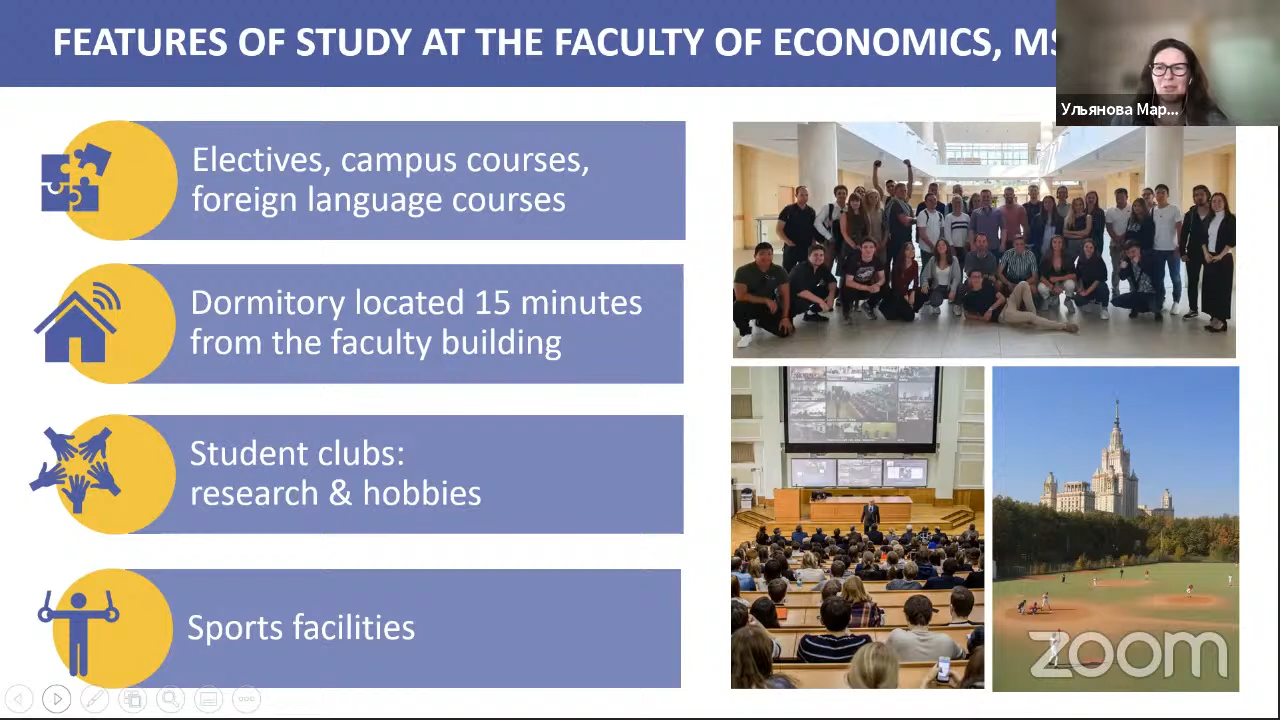 FEATURES OF STUDY AT THE FACULTY OF ECONOMICS, MS
Ульянова Мар...
Electives, campus courses,
foreign language courses
Dormitory located 15 minutes
from the faculty building
Student clubs:
research & hobbies
Sports facilities
zoom